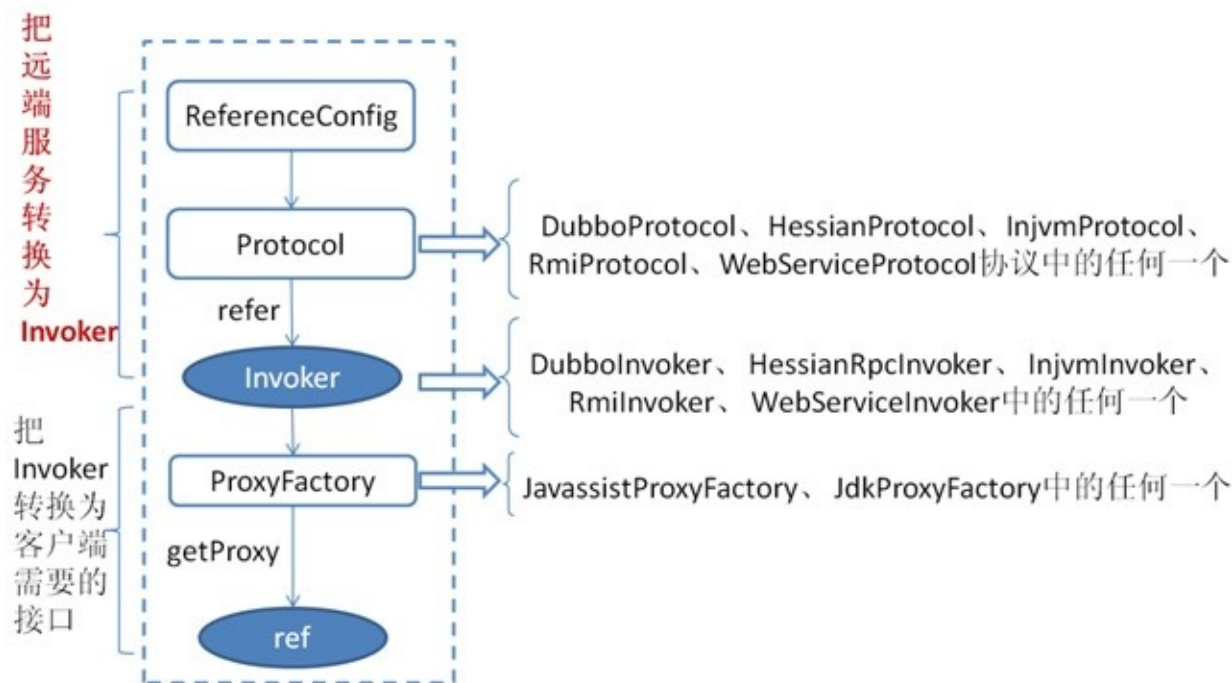 把
远
端
服
务
转
换
为
Invoker
ReferenceConfig
Protocol
DubboProtocol、HessianProtocol、InjvmProtocol、
RmiProtocol、WebServiceProtocol协议中的任何一个
refer
Invoker
DubboInvoker、 HessianRpcInvoker、 InjvmInvoker、
RmiInvoker、 WebServiceInvoker中的任何一个
把
Invoker
转换为
客户端
需要的
接口
ProxyFactory
JavassistProxyFactory、 JdkProxyFactory中的任何一个
getProxy
ref